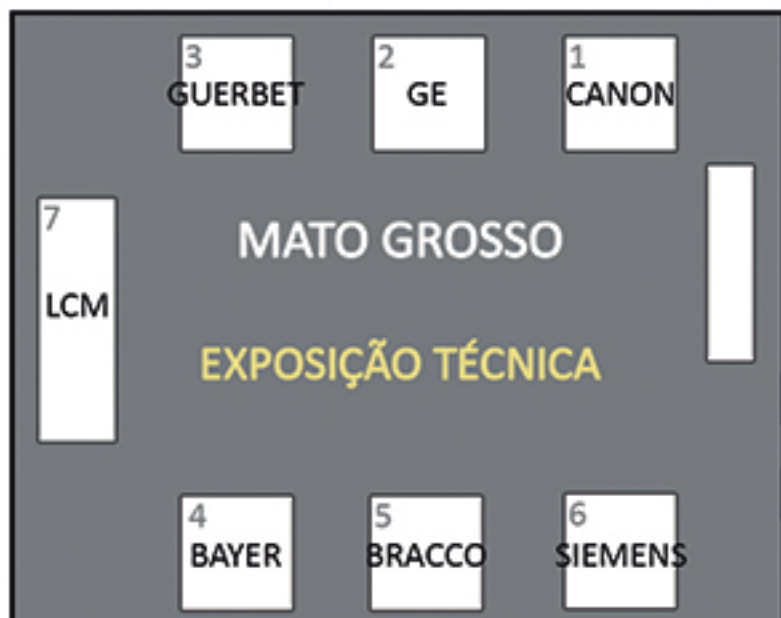 3
GUERBET
2
GE
1
CANON
7
LCM
MATO GROSSO
EXPOSIÇÃO TÉCNICA
4
BAYER
5
BRACCO
6
SIEMENS